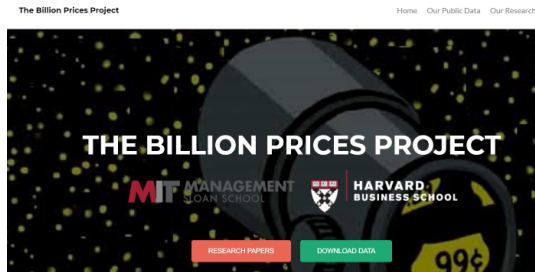 The Billion Prices Project
Home Our Public Data Our Research
THE BILLION PRICES PROJECT
MIT MANAGEMENT
SLOAN SCHOOL
HARVARD
BUSINESS SCHOOL
RESEARCH PAPERS DOWNLOAD DATA
99¢